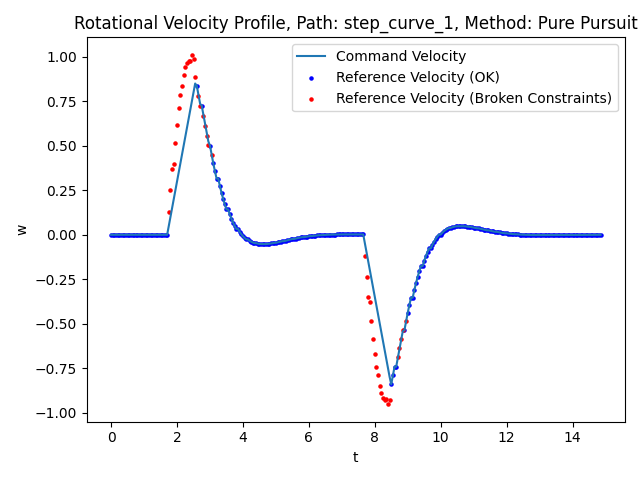 Rotational Velocity Profile, Path: step_curve_1, Method: Pure Pursuit
Command Velocity
Reference Velocity (OK)
Reference Velocity (Broken Constraints)
1.00
0.75
0.50
0.25
0.00
−0.25
−0.50
−0.75
−1.00
w
0 2 4 6 8 10 12 14
t